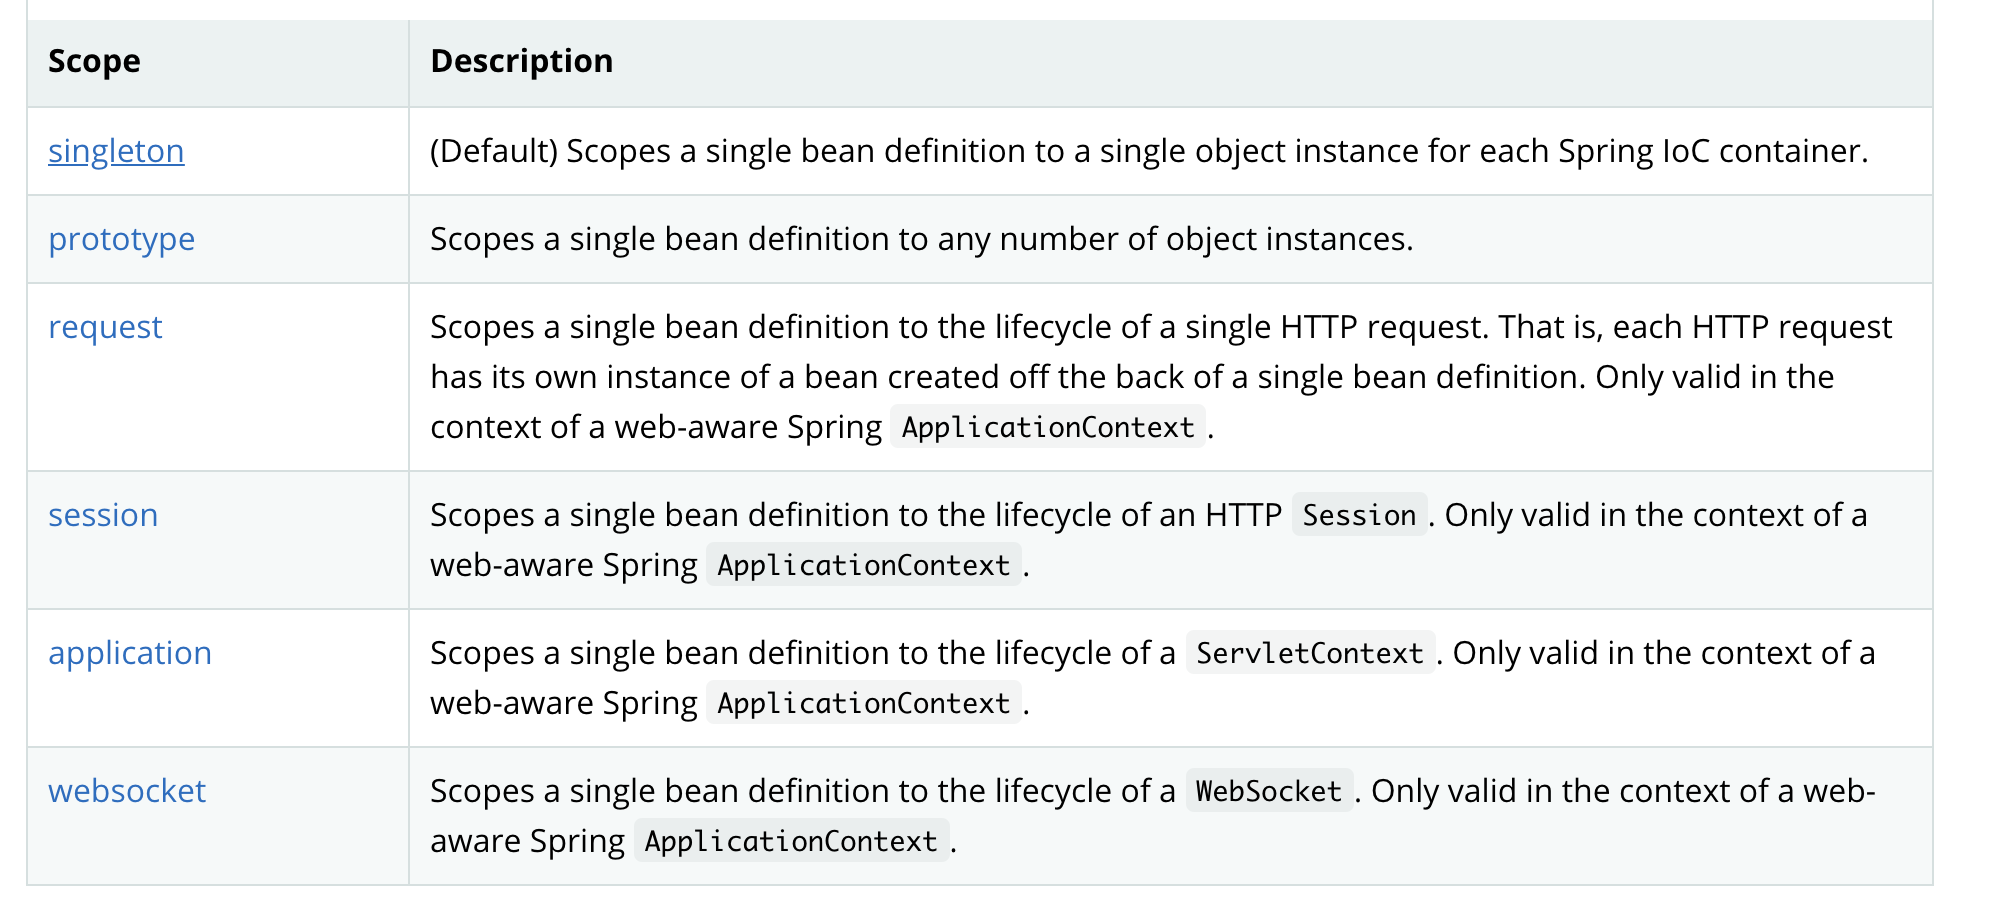 Scope Description
singleton (Default) Scopes a single bean definition to a single object instance for each Spring IoC container.
prototype Scopes a single bean definition to any number of object instances.
request Scopes a single bean definition to the lifecycle of a single HTTP request. That is, each HTTP request
has its own instance of a bean created off the back of a single bean definition. Only valid in the
context of a web-aware Spring ApplicationContext.
session Scopes a single bean definition to the lifecycle of an HTTP Session. Only valid in the context of a
web-aware Spring ApplicationContext.
application Scopes a single bean definition to the lifecycle of a ServletContext. Only valid in the context of a
web-aware Spring ApplicationContext.
websocket Scopes a single bean definition to the lifecycle of a WebSocket. Only valid in the context of a web-
aware Spring ApplicationContext.